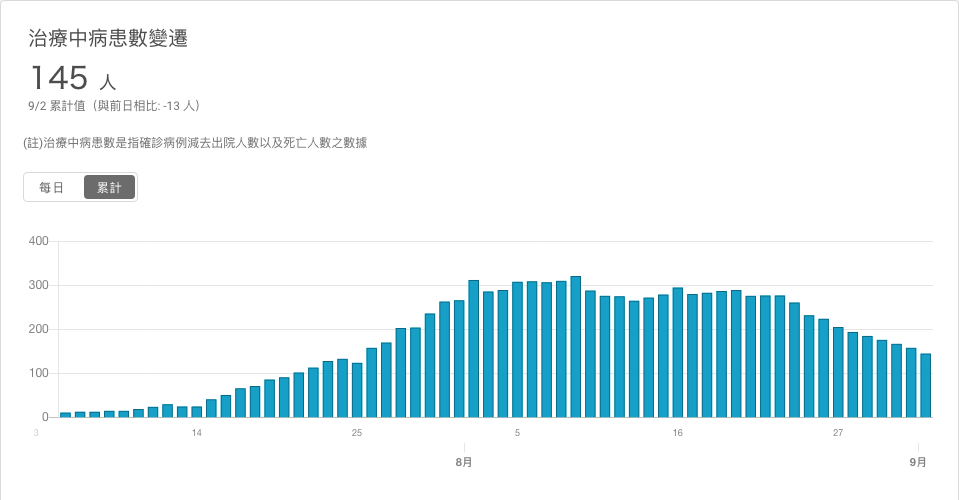 治療中病患數變遷
145 人
9/2 累計值（與前日相比: -13 人）
(註)治療中病患數是指確診病例減去出院人數以及死亡人數之數據
每日 累計
400
300
200
100
0
3 14 25 5 16 27
8月 9月